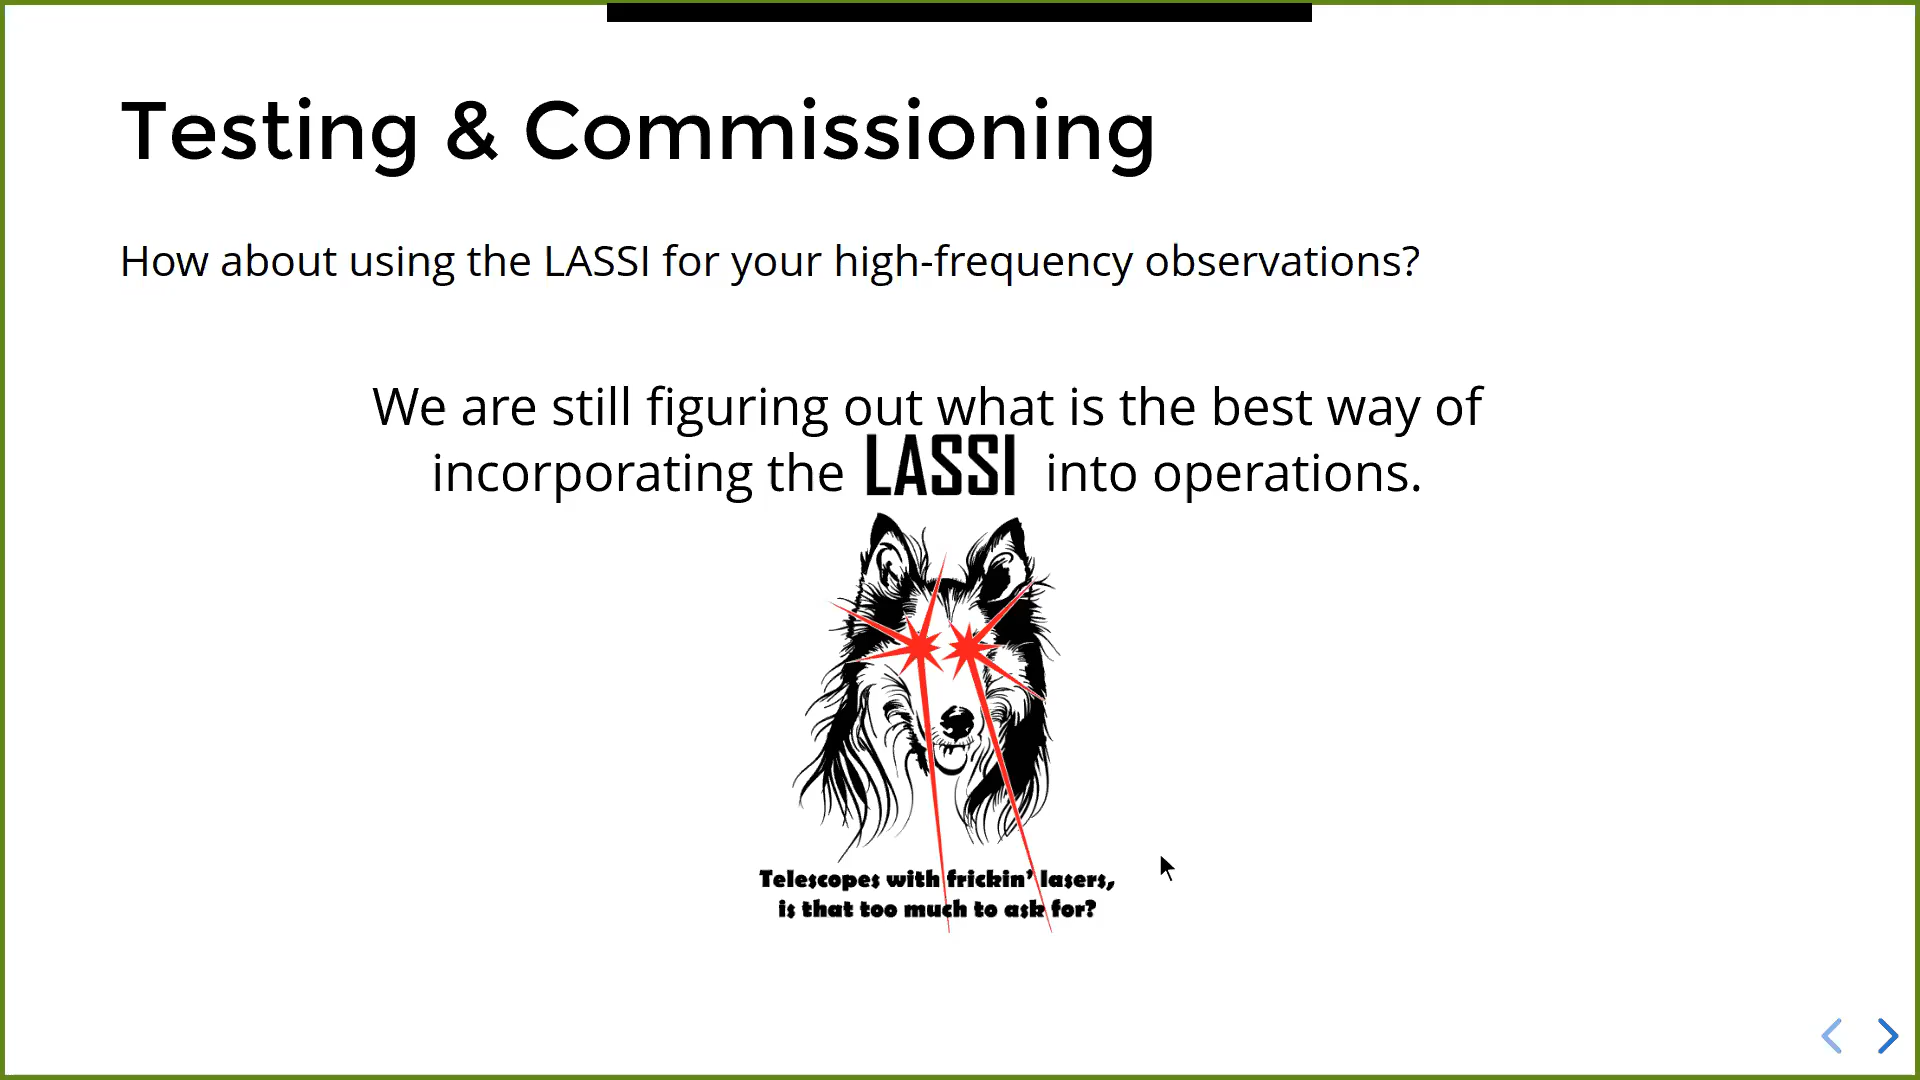 Testing & Commissioning
How about using the LASSI for your high-frequency observations?
We are still figuring out what is the best way of
incorporating the LASSI into operations.
Telescopes with frickin' lasers,
is that too much to ask for?